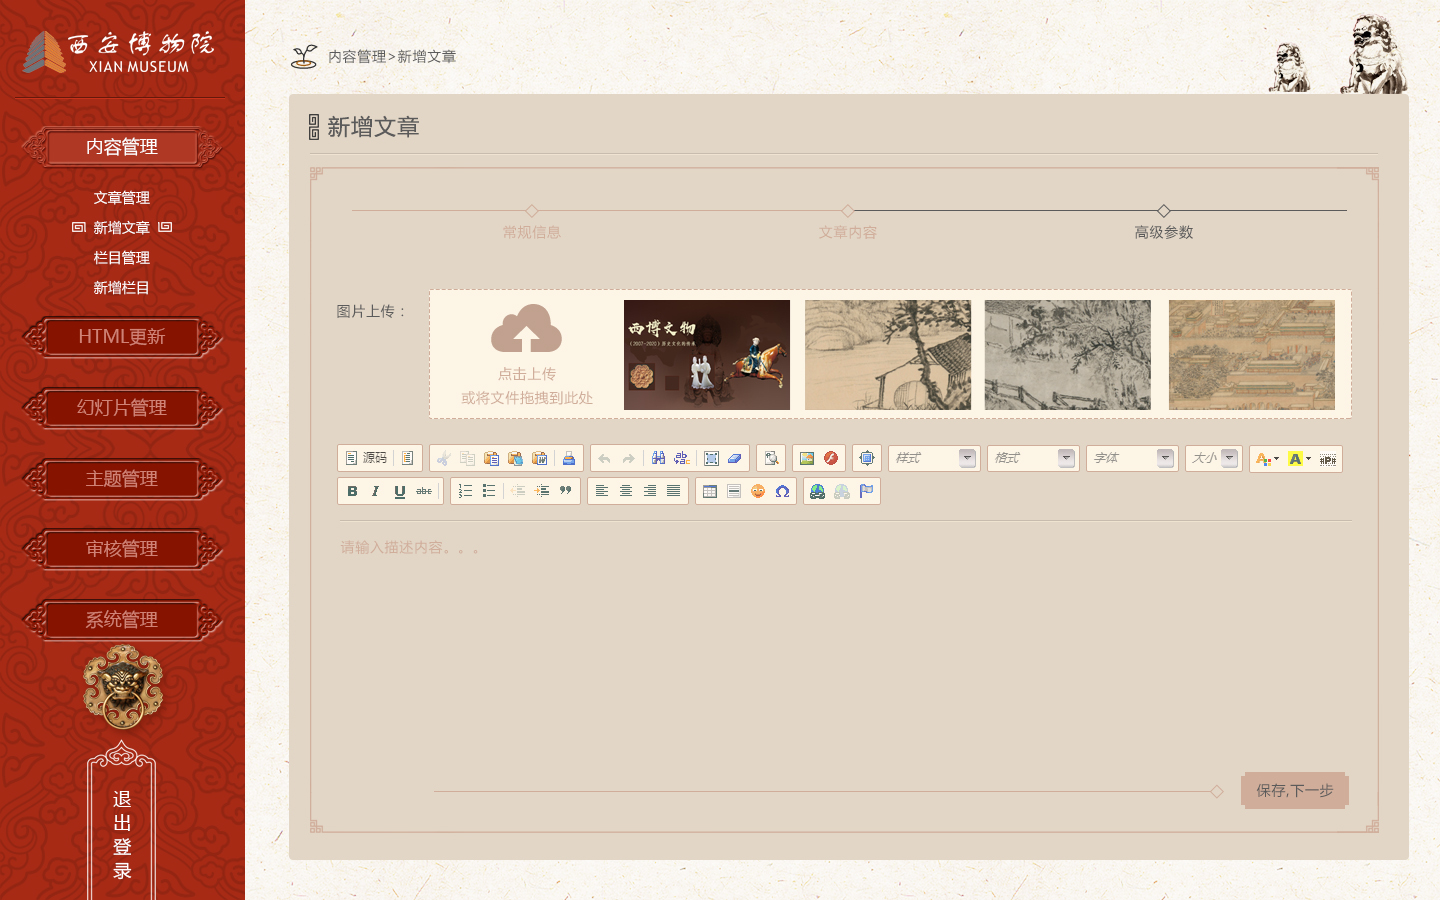 西安博物院
XIAN MUSEUM
内容管理
文章管理
新增文章
栏目管理
新增栏目
HTML更新
幻灯片管理
主题管理
审核管理
系统管理
退出登录
内容管理>新增文章
新增文章
常规信息
文章内容
高级参数
图片上传：
点击上传
或将文件拖拽到此处
西博文物
源码
样式
格式
字体
大小
B I U abc
请输入描述内容。。。
保存,下一步